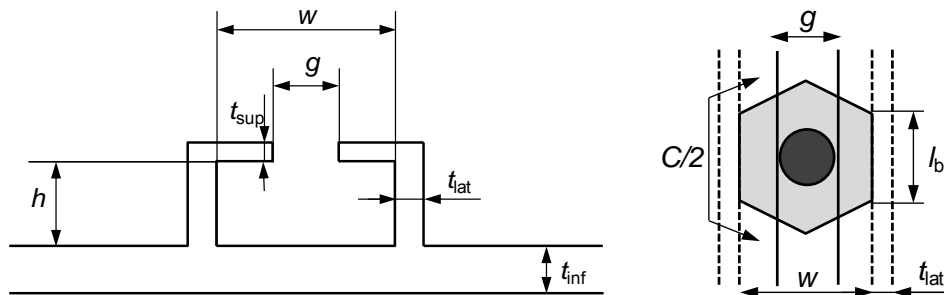 w
g
t_sup
h
t_lat
t_inf
g
C/2
l_b
w
t_lat